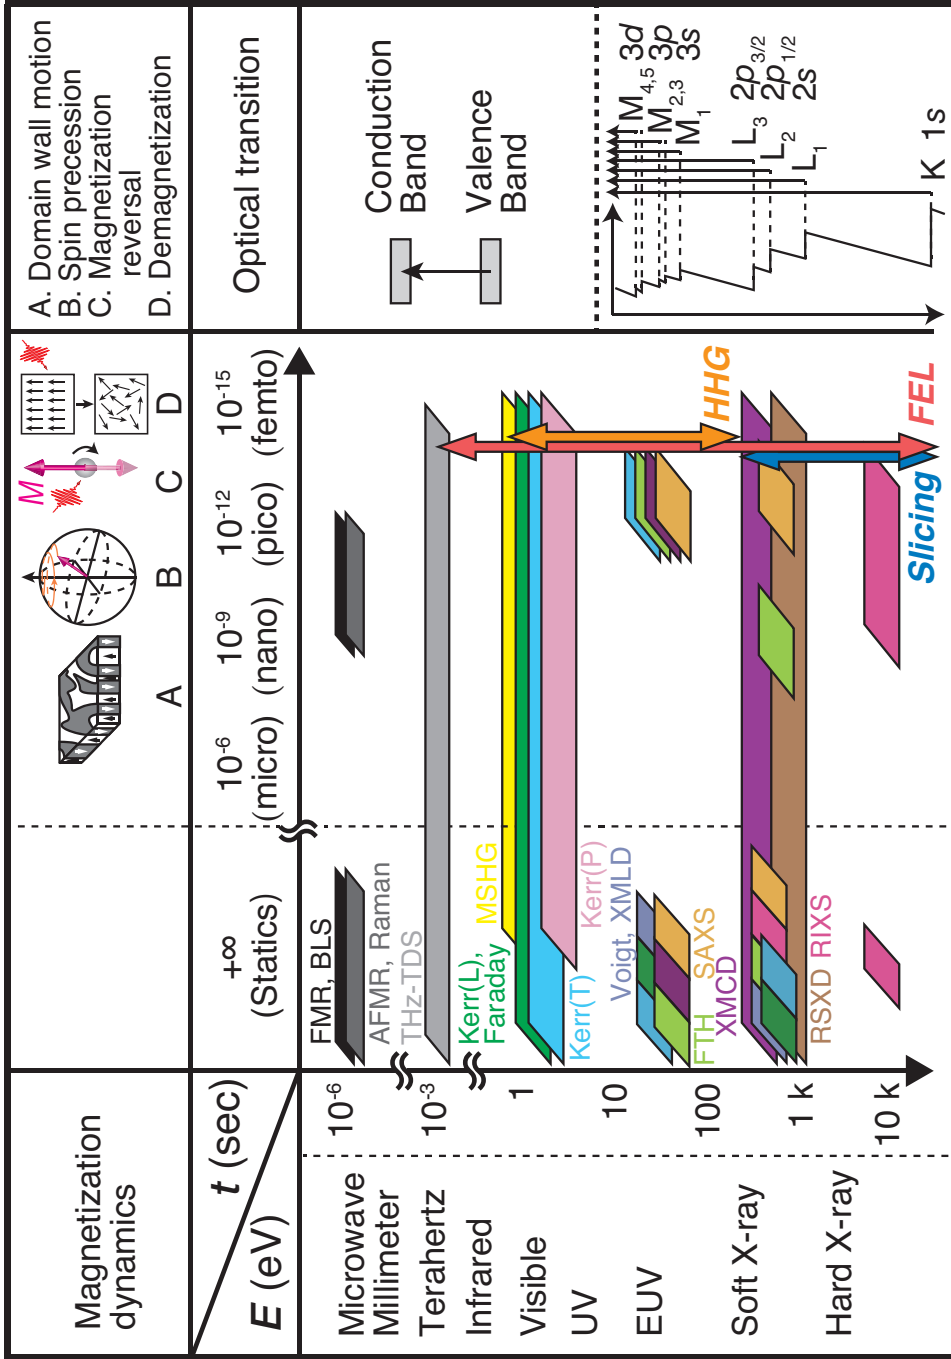 Magnetization
dynamics
A
B
C
D
M
A. Domain wall motion
B. Spin precession
C. Magnetization
reversal
D. Demagnetization
t (sec)
E (eV)
+∞
(Statics)
10-6
(micro)
10-9
(nano)
10-12
(pico)
10-15
(femto)
Optical transition
Microwave
Millimeter
Terahertz
Infrared
Visible
UV
EUV
Soft X-ray
Hard X-ray
10-6
10-3
1
10
100
1 k
10 k
FMR, BLS
AFMR, Raman
THz-TDS
MSHG
Kerr(L),
Faraday
Kerr(T)
Kerr(P)
Voigt, XMLD
FTH
SAXS
XMCD
RSXD
RIXS
HHG
FEL
Slicing
Conduction
Band
Valence
Band
M4,5 3d
M2,3 3p
M1 3s
L3 2p3/2
L2 2p1/2
L1 2s
K 1s